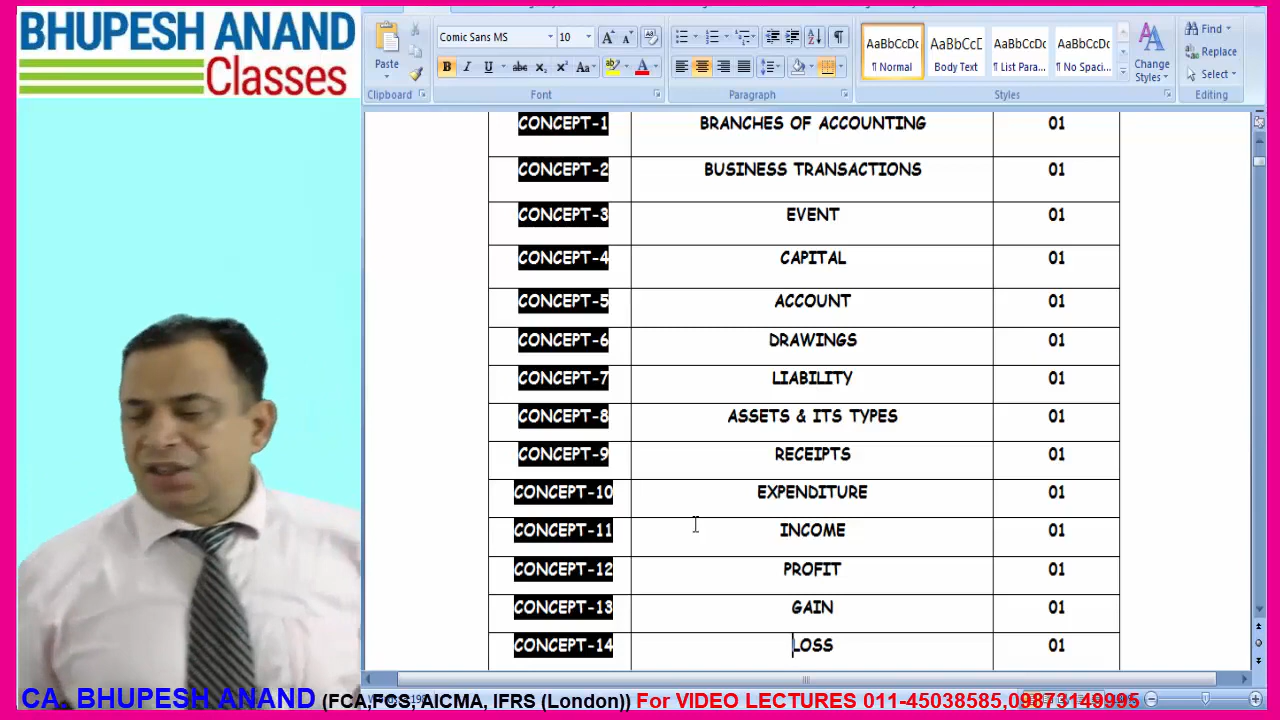 BHUPESH ANAND
Classes
Paste
Clipboard
Comic Sans MS
10
Font
Paragraph
AaBbCcDc
¶ Normal
AaBbCcE
Body Text
AaBbCcDc
¶ List Para...
AaBbCcDc
¶ No Spaci...
Styles
Change
Styles
Find
Replace
Select
Editing
CONCEPT-1 BRANCHES OF ACCOUNTING 01
CONCEPT-2 BUSINESS TRANSACTIONS 01
CONCEPT-3 EVENT 01
CONCEPT-4 CAPITAL 01
CONCEPT-5 ACCOUNT 01
CONCEPT-6 DRAWINGS 01
CONCEPT-7 LIABILITY 01
CONCEPT-8 ASSETS & ITS TYPES 01
CONCEPT-9 RECEIPTS 01
CONCEPT-10 EXPENDITURE 01
CONCEPT-11 INCOME 01
CONCEPT-12 PROFIT 01
CONCEPT-13 GAIN 01
CONCEPT-14 LOSS 01
CA. BHUPESH ANAND (FCA,FCS, AICMA, IFRS (London)) For VIDEO LECTURES 011-45038585,09873149995